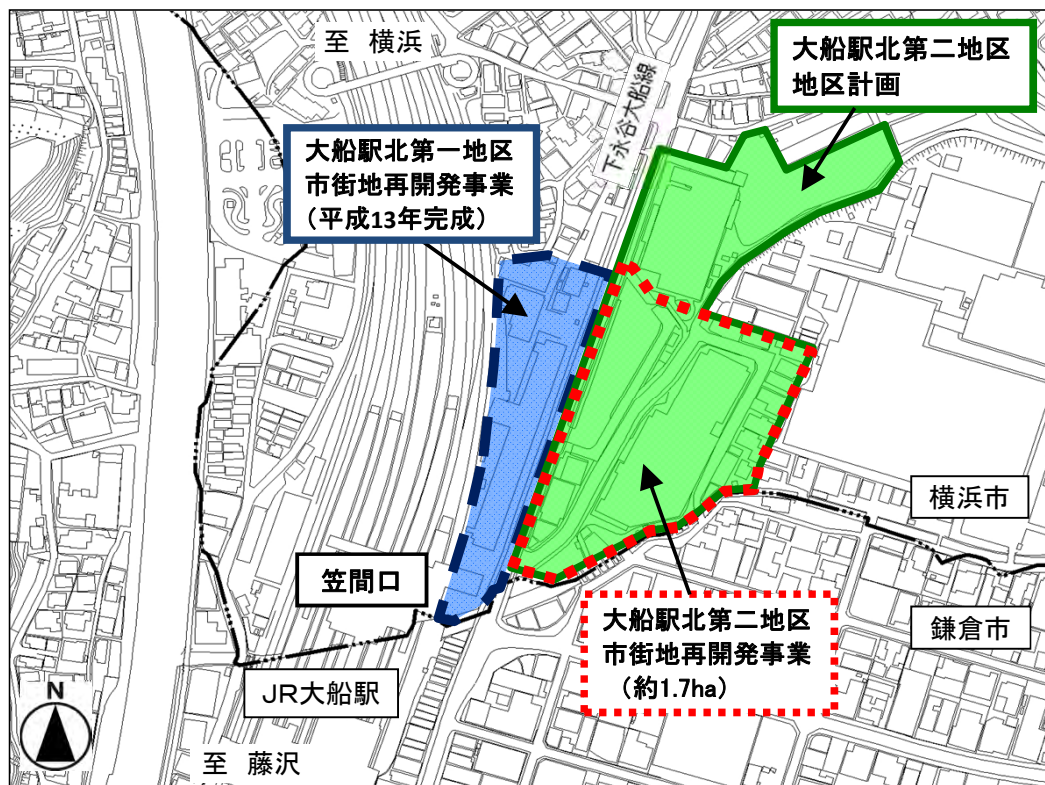 至 横浜
下永谷大船線
大船駅北第二地区
地区計画
大船駅北第一地区
市街地再開発事業
（平成13年完成）
横浜市
笠間口
大船駅北第二地区
市街地再開発事業
（約1.7ha）
鎌倉市
JR大船駅
N
至 藤沢